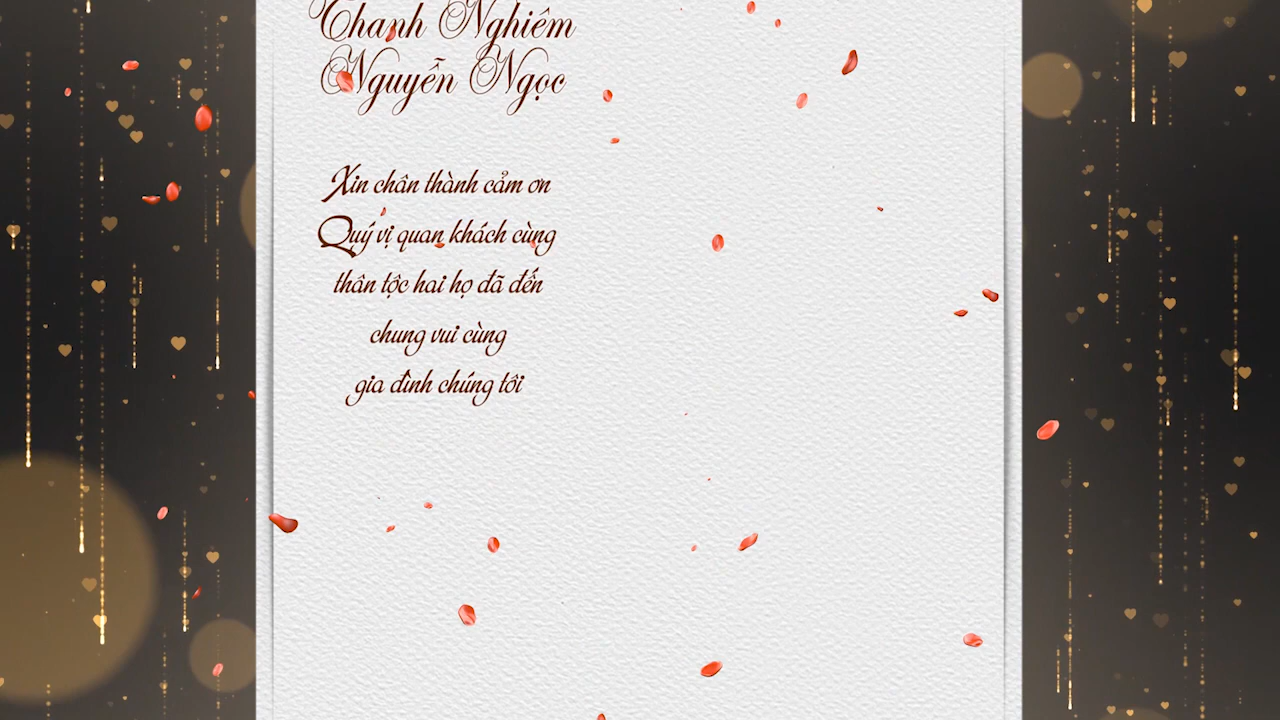 Thanh Nghiêm
Nguyễn Ngọc
Xin chân thành cảm ơn
Quý vị quan khách cùng
thân tộc hai họ đã đến
chung vui cùng
gia đình chúng tôi